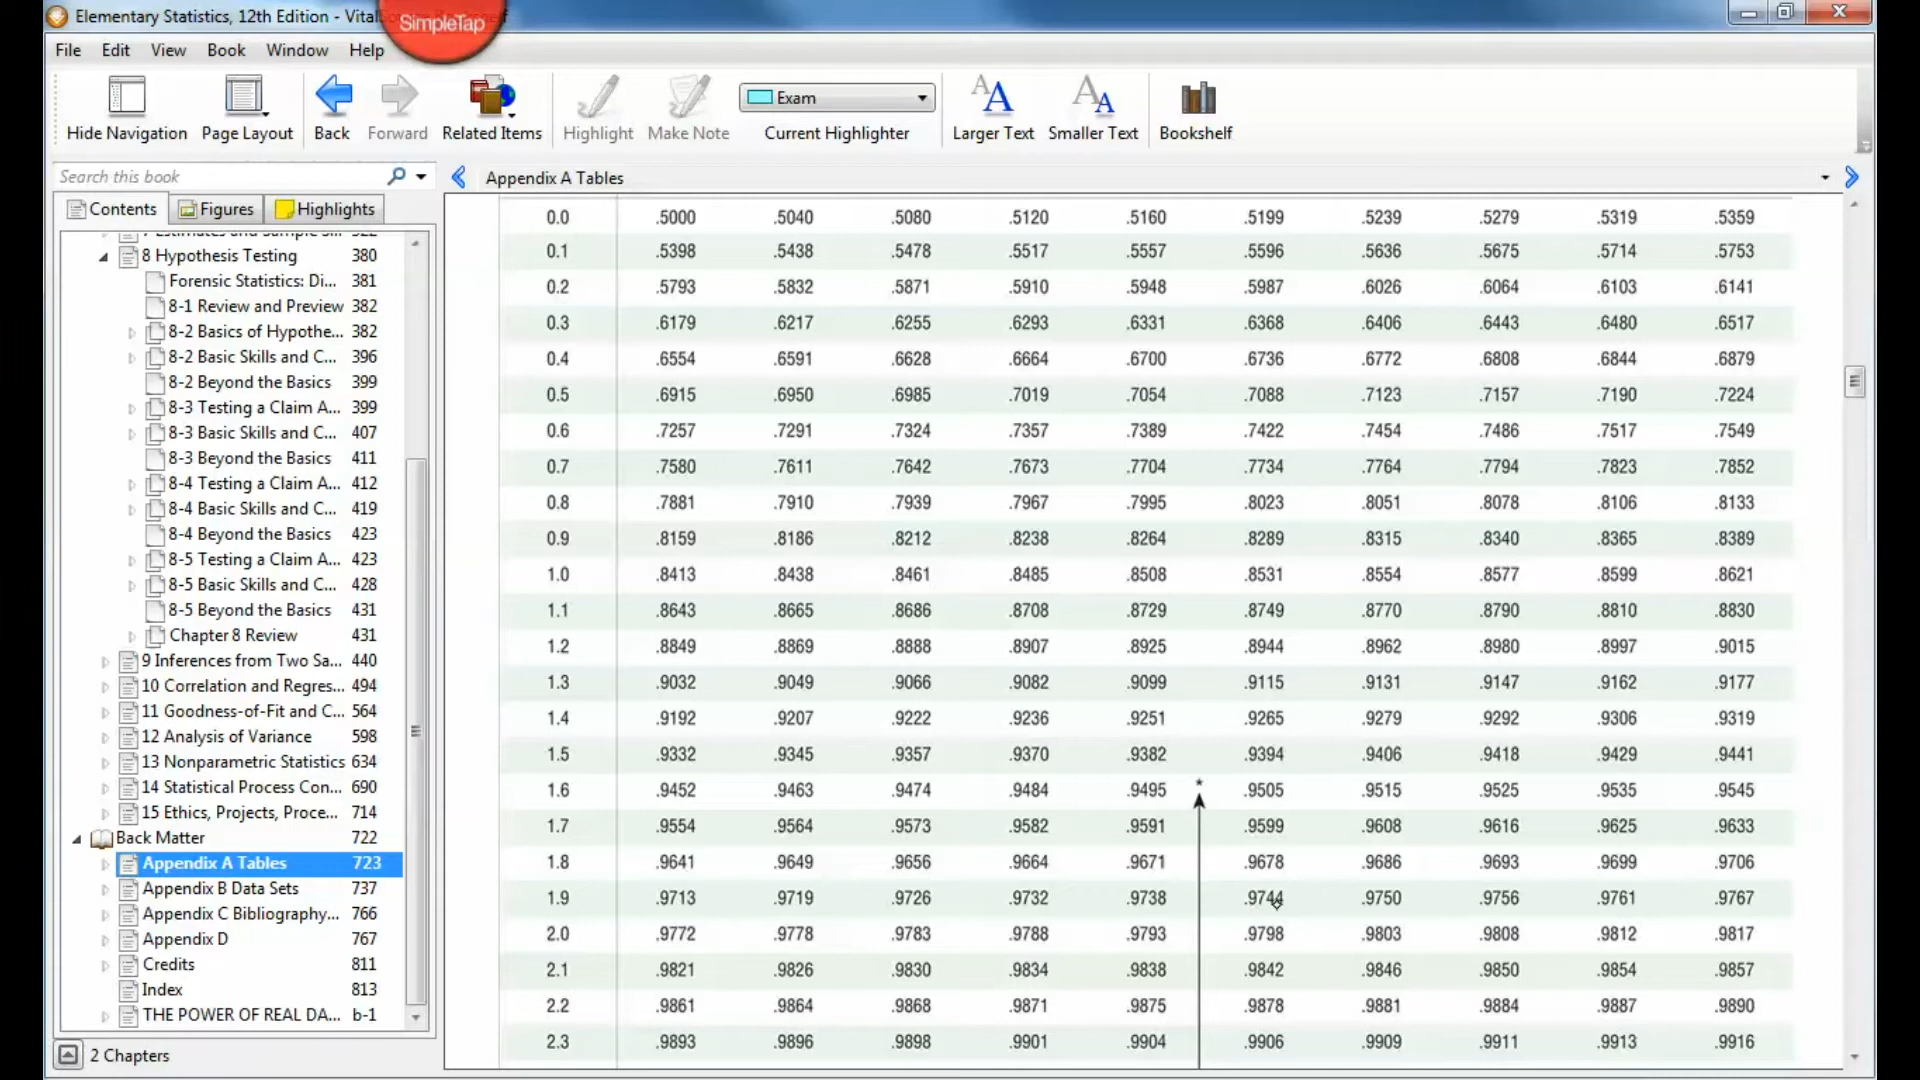 Elementary Statistics, 12th Edition - Vital
SimpleTap
File Edit View Book Window Help
Hide Navigation Page Layout Back Forward Related Items Highlight Make Note Exam Current Highlighter Larger Text Smaller Text Bookshelf
Search this book
Appendix A Tables
Contents Figures Highlights
8 Hypothesis Testing 380
Forensic Statistics: Di... 381
8-1 Review and Preview 382
8-2 Basics of Hypothe... 382
8-2 Basic Skills and C... 396
8-2 Beyond the Basics 399
8-3 Testing a Claim A... 399
8-3 Basic Skills and C... 407
8-3 Beyond the Basics 411
8-4 Testing a Claim A... 412
8-4 Basic Skills and C... 419
8-4 Beyond the Basics 423
8-5 Testing a Claim A... 423
8-5 Basic Skills and C... 428
8-5 Beyond the Basics 431
Chapter 8 Review 431
9 Inferences from Two Sa... 440
10 Correlation and Regres... 494
11 Goodness-of-Fit and C... 564
12 Analysis of Variance 598
13 Nonparametric Statistics 634
14 Statistical Process Con... 690
15 Ethics, Projects, Proce... 714
Back Matter 722
Appendix A Tables 723
Appendix B Data Sets 737
Appendix C Bibliography... 766
Appendix D 767
Credits 811
Index 813
THE POWER OF REAL DA... b-1
2 Chapters
0.0 .5000 .5040 .5080 .5120 .5160 .5199 .5239 .5279 .5319 .5359
0.1 .5398 .5438 .5478 .5517 .5557 .5596 .5636 .5675 .5714 .5753
0.2 .5793 .5832 .5871 .5910 .5948 .5987 .6026 .6064 .6103 .6141
0.3 .6179 .6217 .6255 .6293 .6331 .6368 .6406 .6443 .6480 .6517
0.4 .6554 .6591 .6628 .6664 .6700 .6736 .6772 .6808 .6844 .6879
0.5 .6915 .6950 .6985 .7019 .7054 .7088 .7123 .7157 .7190 .7224
0.6 .7257 .7291 .7324 .7357 .7389 .7422 .7454 .7486 .7517 .7549
0.7 .7580 .7611 .7642 .7673 .7704 .7734 .7764 .7794 .7823 .7852
0.8 .7881 .7910 .7939 .7967 .7995 .8023 .8051 .8078 .8106 .8133
0.9 .8159 .8186 .8212 .8238 .8264 .8289 .8315 .8340 .8365 .8389
1.0 .8413 .8438 .8461 .8485 .8508 .8531 .8554 .8577 .8599 .8621
1.1 .8643 .8665 .8686 .8708 .8729 .8749 .8770 .8790 .8810 .8830
1.2 .8849 .8869 .8888 .8907 .8925 .8944 .8962 .8980 .8997 .9015
1.3 .9032 .9049 .9066 .9082 .9099 .9115 .9131 .9147 .9162 .9177
1.4 .9192 .9207 .9222 .9236 .9251 .9265 .9279 .9292 .9306 .9319
1.5 .9332 .9345 .9357 .9370 .9382 .9394 .9406 .9418 .9429 .9441
1.6 .9452 .9463 .9474 .9484 .9495 * .9505 .9515 .9525 .9535 .9545
1.7 .9554 .9564 .9573 .9582 .9591 .9599 .9608 .9616 .9625 .9633
1.8 .9641 .9649 .9656 .9664 .9671 .9678 .9686 .9693 .9699 .9706
1.9 .9713 .9719 .9726 .9732 .9738 .9744 .9750 .9756 .9761 .9767
2.0 .9772 .9778 .9783 .9788 .9793 .9798 .9803 .9808 .9812 .9817
2.1 .9821 .9826 .9830 .9834 .9838 .9842 .9846 .9850 .9854 .9857
2.2 .9861 .9864 .9868 .9871 .9875 .9878 .9881 .9884 .9887 .9890
2.3 .9893 .9896 .9898 .9901 .9904 .9906 .9909 .9911 .9913 .9916